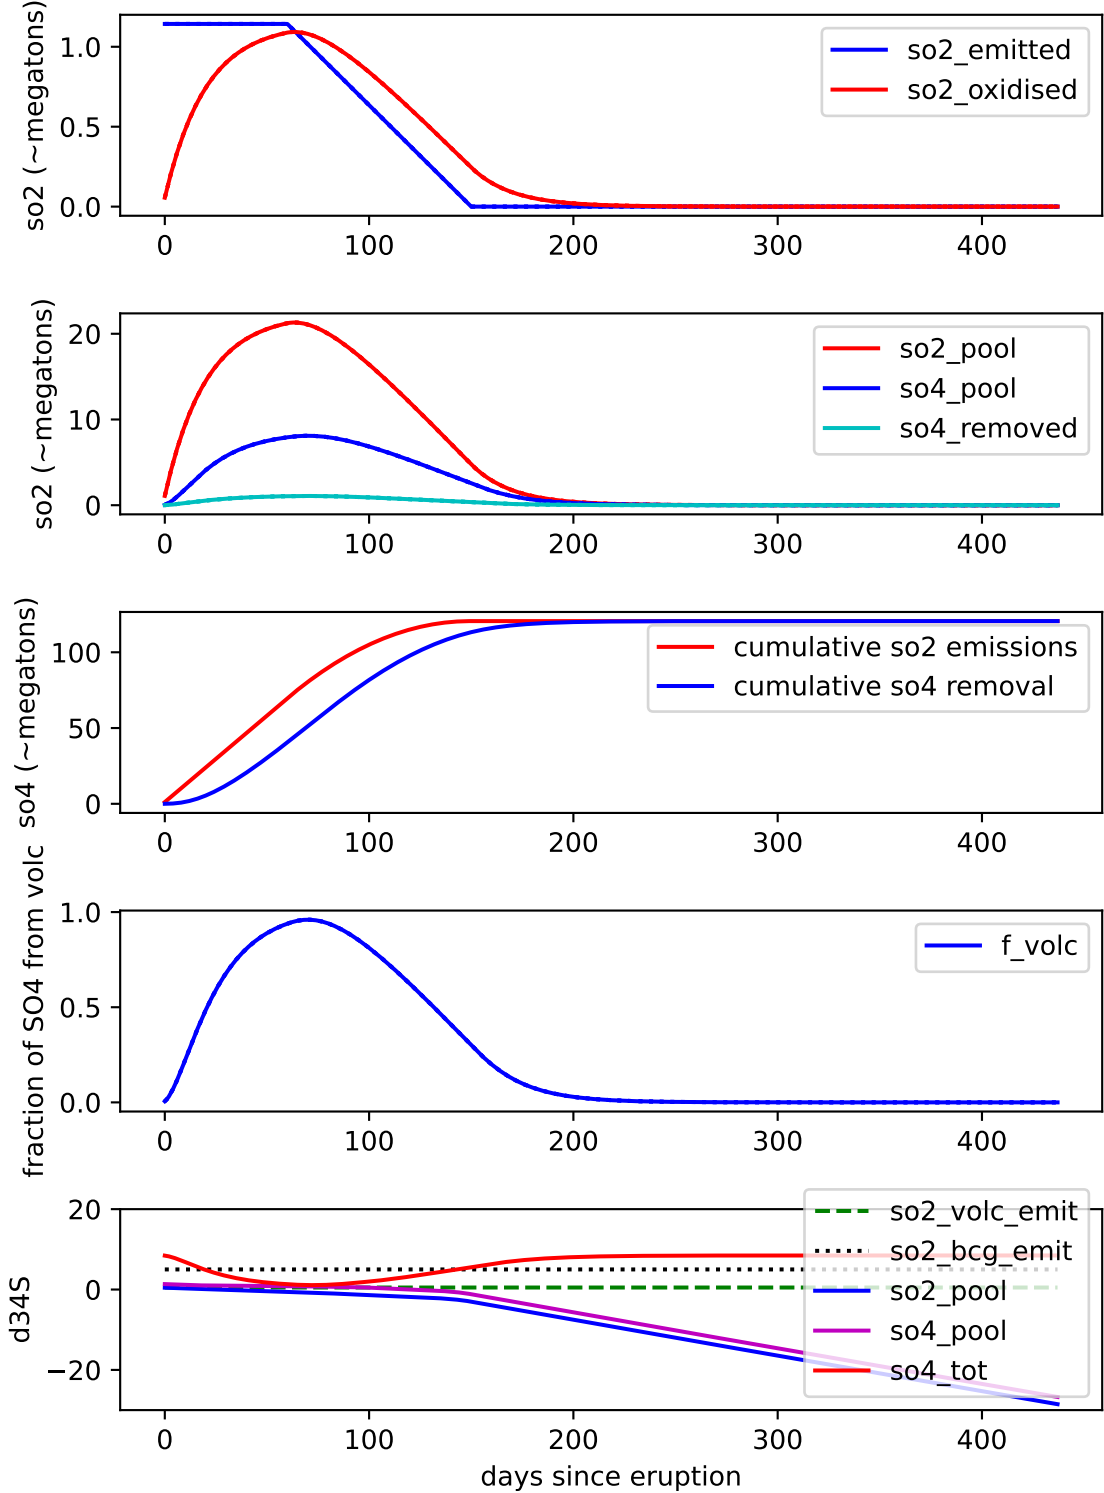 so2 (~megatons)
1.0
0.5
0.0
so2_emitted
so2_oxidised
0 100 200 300 400
so2 (~megatons)
20
10
0
so2_pool
so4_pool
so4_removed
0 100 200 300 400
so4 (~megatons)
100
50
0
cumulative so2 emissions
cumulative so4 removal
0 100 200 300 400
fraction of SO4 from volc
1.0
0.5
0.0
f_volc
0 100 200 300 400
d34S
20
0
−20
so2_volc_emit
so2_bcg_emit
so2_pool
so4_pool
so4_tot
0 100 200 300 400
days since eruption